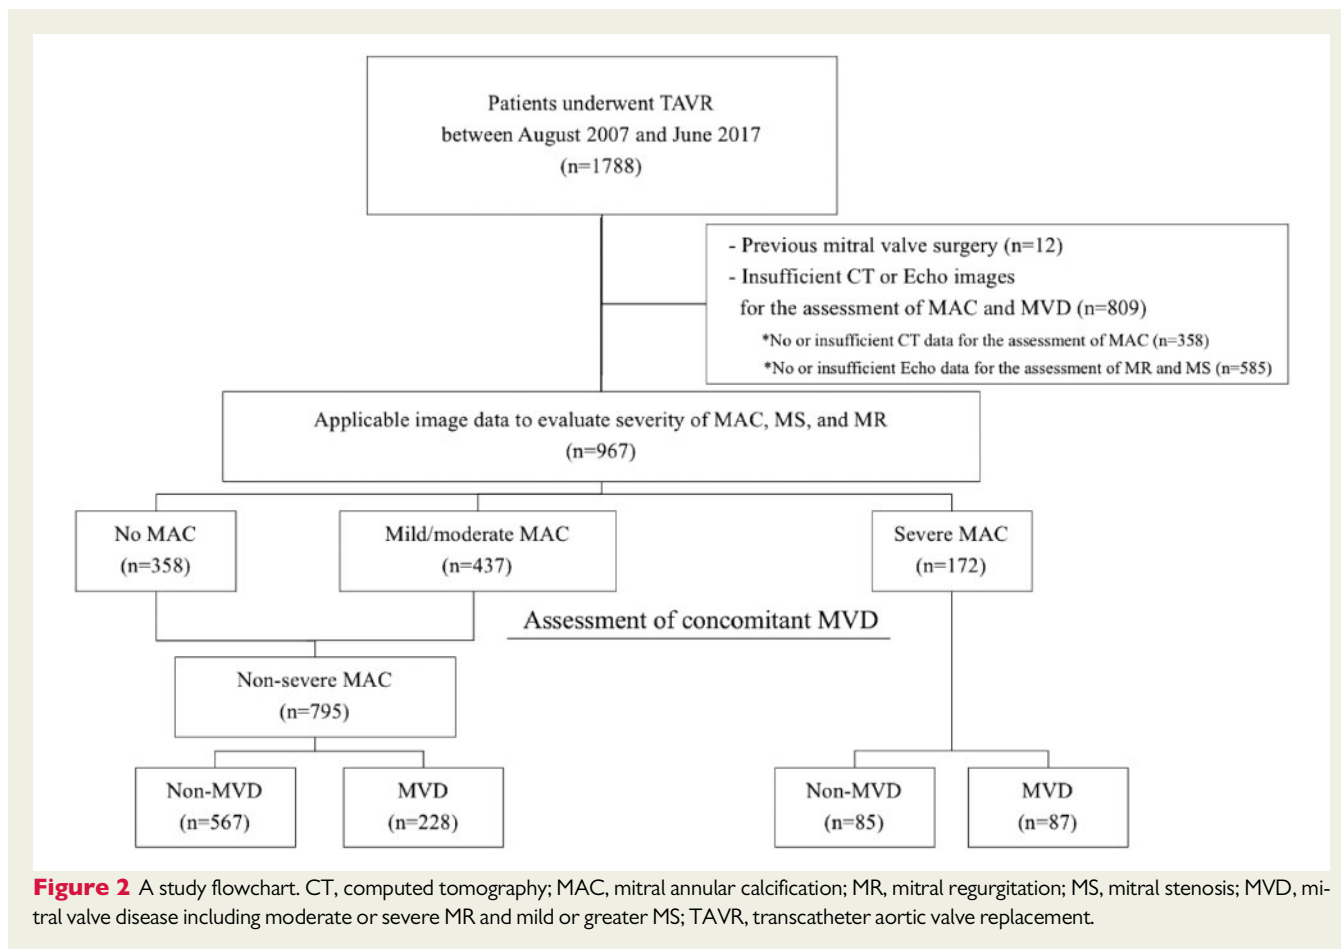 Patients underwent TAVR
between August 2007 and June 2017
(n=1788)
- Previous mitral valve surgery (n=12)
- Insufficient CT or Echo images
for the assessment of MAC and MVD (n=809)
*No or insufficient CT data for the assessment of MAC (n=358)
*No or insufficient Echo data for the assessment of MR and MS (n=585)
Applicable image data to evaluate severity of MAC, MS, and MR
(n=967)
No MAC
(n=358)
Mild/moderate MAC
(n=437)
Severe MAC
(n=172)
Assessment of concomitant MVD
Non-severe MAC
(n=795)
Non-MVD
(n=567)
MVD
(n=228)
Non-MVD
(n=85)
MVD
(n=87)
Figure 2 A study flowchart. CT, computed tomography; MAC, mitral annular calcification; MR, mitral regurgitation; MS, mitral stenosis; MVD, mi-
tral valve disease including moderate or severe MR and mild or greater MS; TAVR, transcatheter aortic valve replacement.